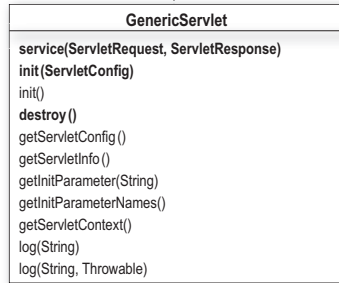 GenericServlet
service(ServletRequest, ServletResponse)
init(ServletConfig)
init()
destroy()
getServletConfig()
getServletInfo()
getInitParameter(String)
getInitParameterNames()
getServletContext()
log(String)
log(String, Throwable)